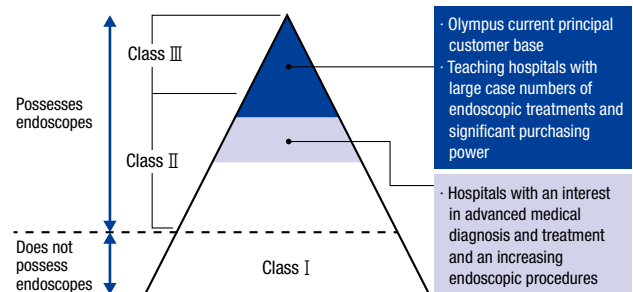 Class Ⅲ
Possesses
endoscopes
Class Ⅱ
Does not
possess
endoscopes
Class Ⅰ
· Olympus current principal
customer base
· Teaching hospitals with
large case numbers of
endoscopic treatments and
significant purchasing
power
· Hospitals with an interest
in advanced medical
diagnosis and treatment
and an increasing
endoscopic procedures